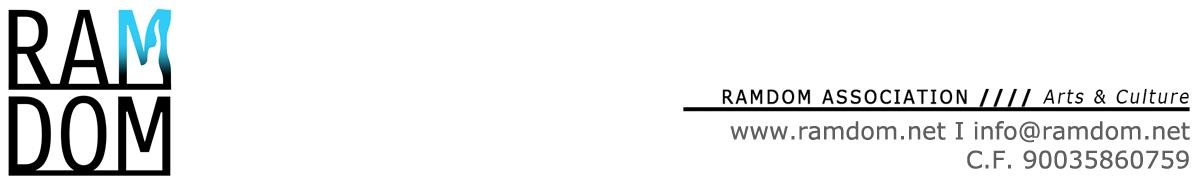 RAM
DOM
RAMDOM ASSOCIATION //// Arts & Culture
www.ramdom.net I info@ramdom.net
C.F. 90035860759